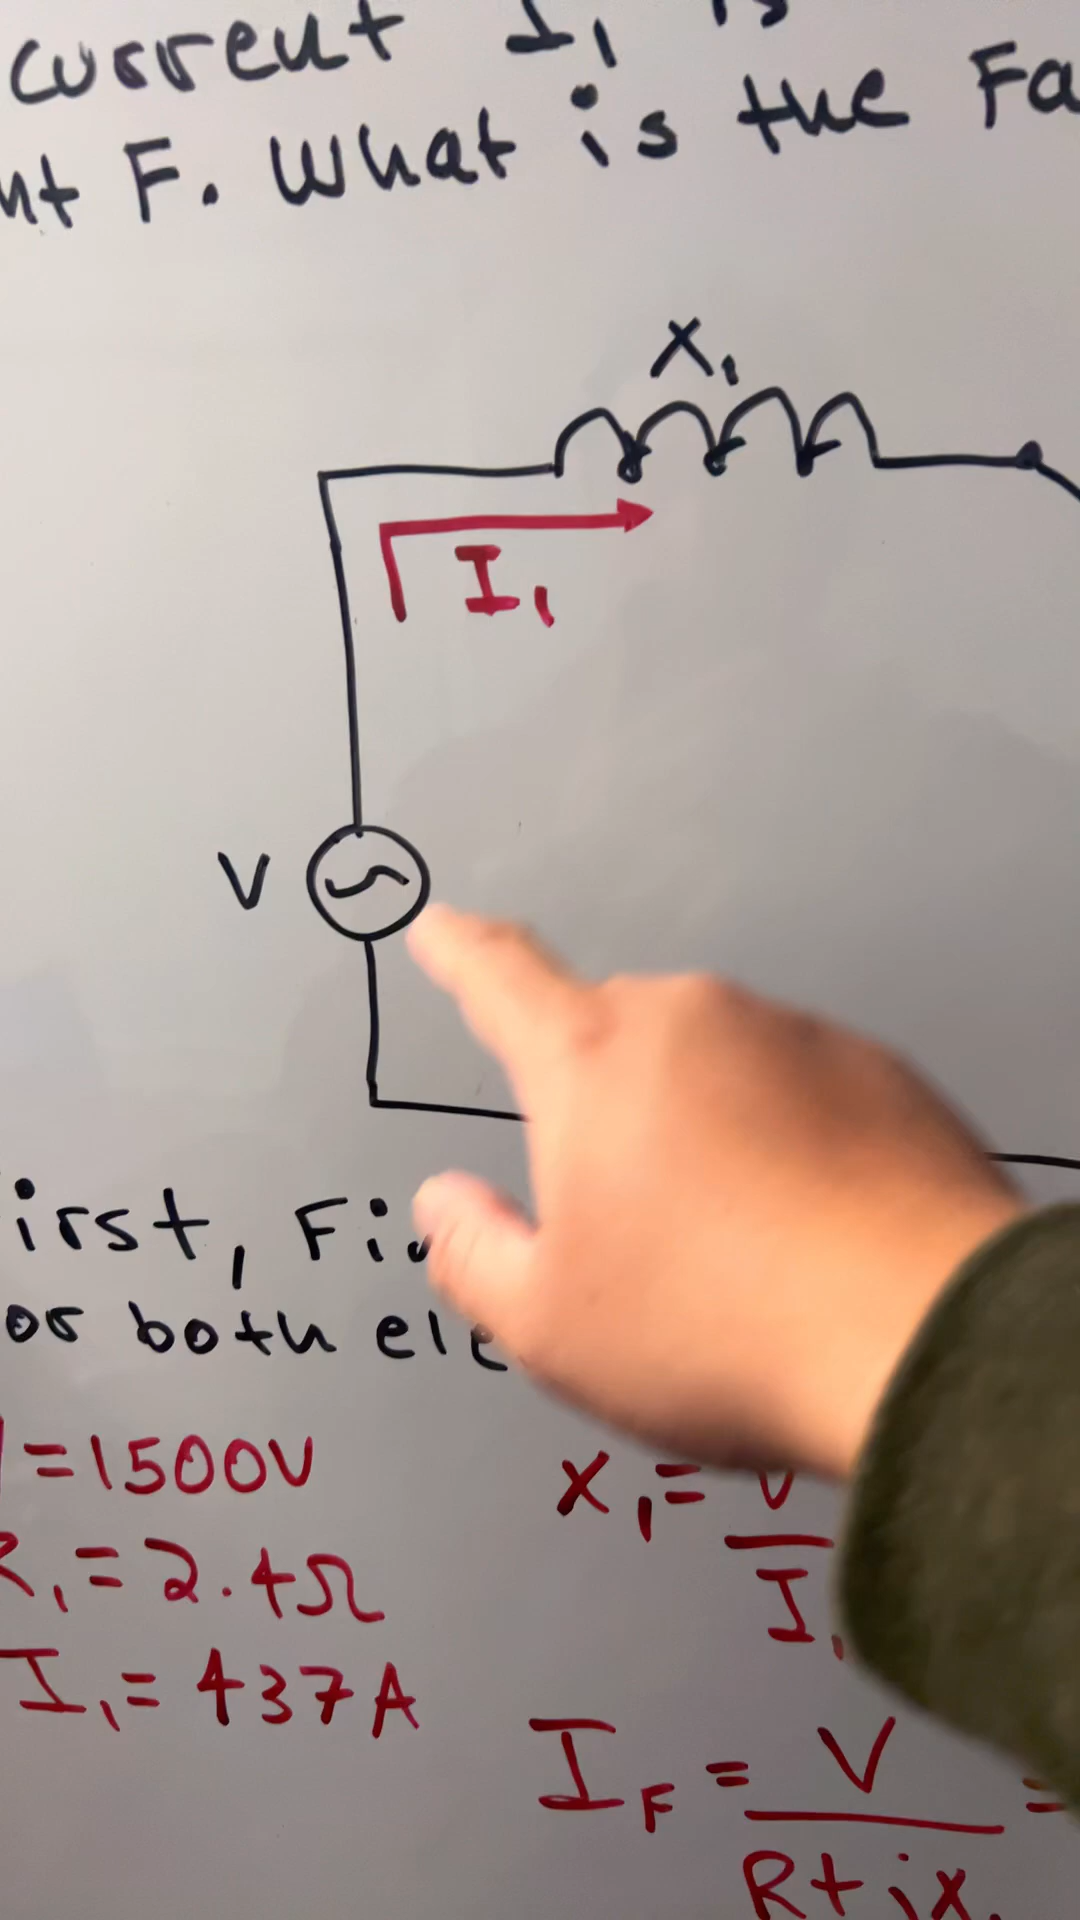 current I₁ is
nt F. What is the Fa
X₁
I₁
V
irst, Fi
or both ele
=1500V
R₁=2.4Ω
I₁=437A
X₁= V
I₁
I_F = V =
R+jX₁